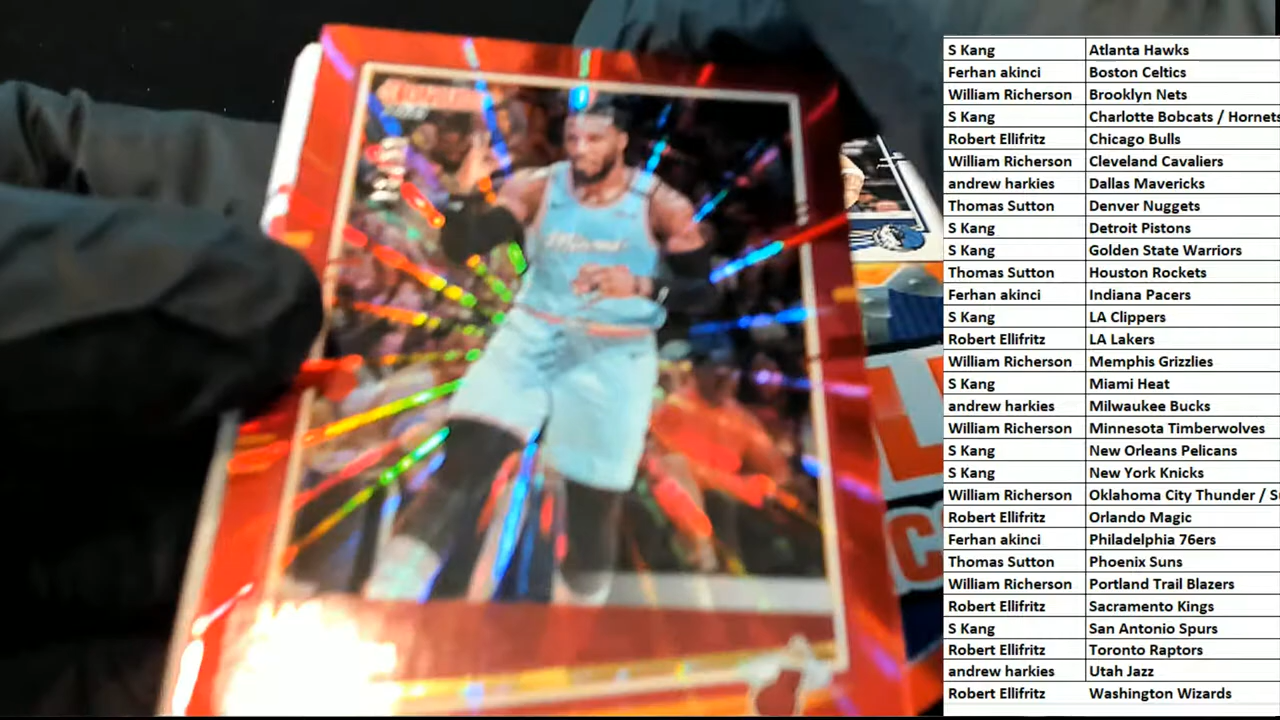 S Kang Atlanta Hawks
Ferhan akinci Boston Celtics
William Richerson Brooklyn Nets
S Kang Charlotte Bobcats / Hornets
Robert Ellifritz Chicago Bulls
William Richerson Cleveland Cavaliers
andrew harkies Dallas Mavericks
Thomas Sutton Denver Nuggets
S Kang Detroit Pistons
S Kang Golden State Warriors
Thomas Sutton Houston Rockets
Ferhan akinci Indiana Pacers
S Kang LA Clippers
Robert Ellifritz LA Lakers
William Richerson Memphis Grizzlies
S Kang Miami Heat
andrew harkies Milwaukee Bucks
William Richerson Minnesota Timberwolves
S Kang New Orleans Pelicans
S Kang New York Knicks
William Richerson Oklahoma City Thunder / S
Robert Ellifritz Orlando Magic
Ferhan akinci Philadelphia 76ers
Thomas Sutton Phoenix Suns
William Richerson Portland Trail Blazers
Robert Ellifritz Sacramento Kings
S Kang San Antonio Spurs
Robert Ellifritz Toronto Raptors
andrew harkies Utah Jazz
Robert Ellifritz Washington Wizards